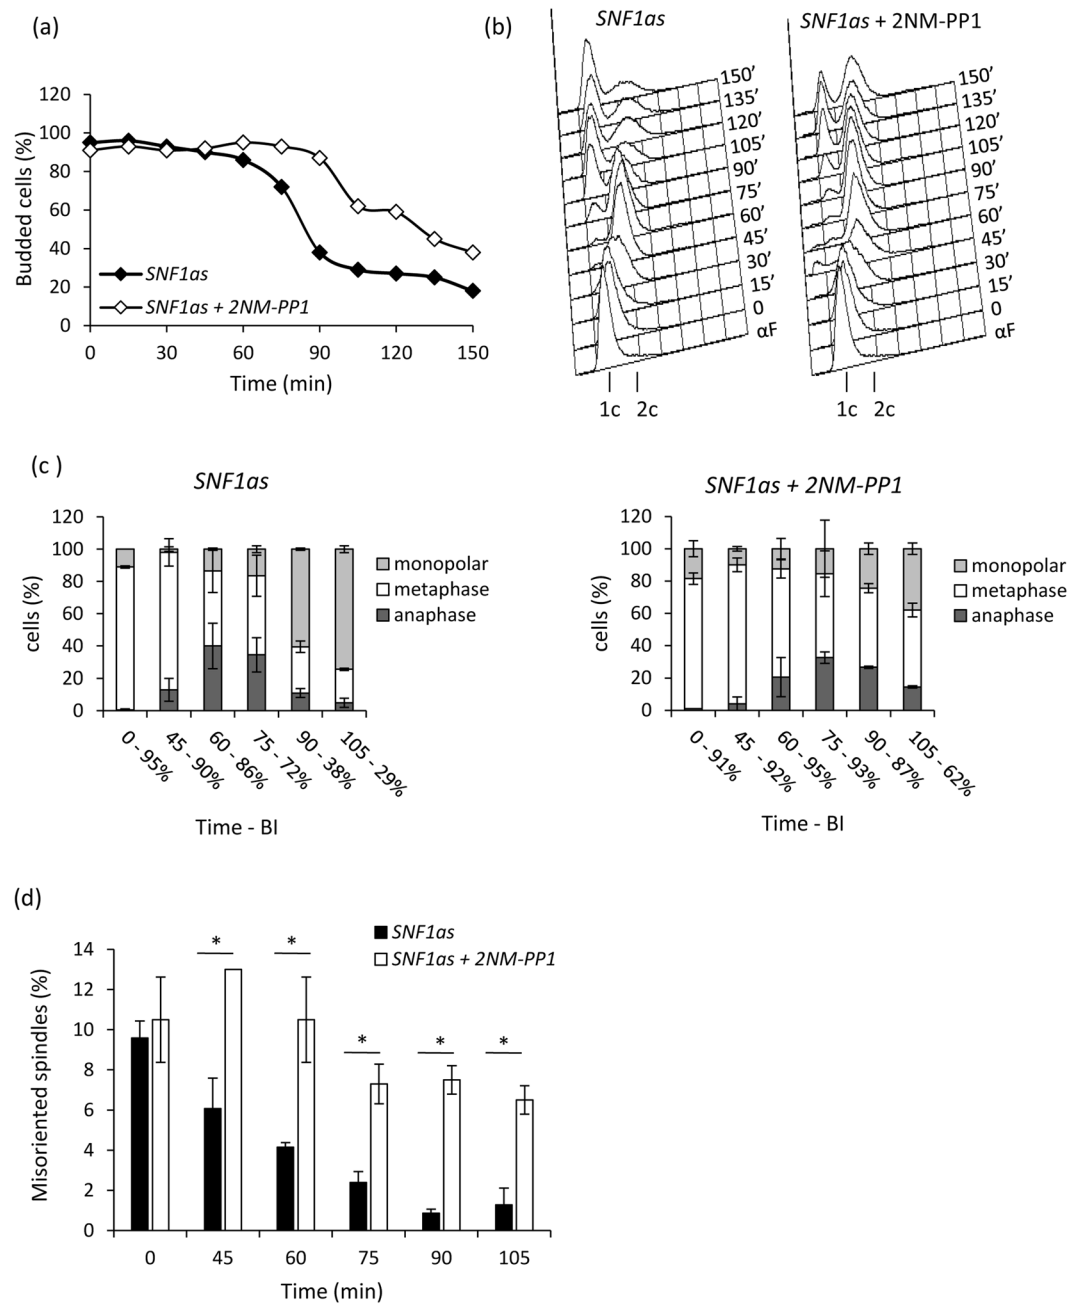 (a)
120
100
80
60
40
20
0
Budded cells (%)
SNF1as
SNF1as + 2NM-PP1
0 30 60 90 120 150
Time (min)
(b)
SNF1as
150’
135’
120’
105’
90’
75’
60’
45’
30’
15’
0
αF
1c 2c
SNF1as + 2NM-PP1
150’
135’
120’
105’
90’
75’
60’
45’
30’
15’
0
αF
1c 2c
(c )
SNF1as
120
100
80
60
40
20
0
cells (%)
monopolar
metaphase
anaphase
0 - 95%
45 - 90%
60 - 86%
75 - 72%
90 - 38%
105 - 29%
Time - BI
SNF1as + 2NM-PP1
120
100
80
60
40
20
0
cells (%)
monopolar
metaphase
anaphase
0 - 91%
45 - 92%
60 - 95%
75 - 93%
90 - 87%
105 - 62%
Time - BI
(d)
SNF1as
SNF1as + 2NM-PP1
14
12
10
8
6
4
2
0
Misoriented spindles (%)
* *
* * *
0 45 60 75 90 105
Time (min)